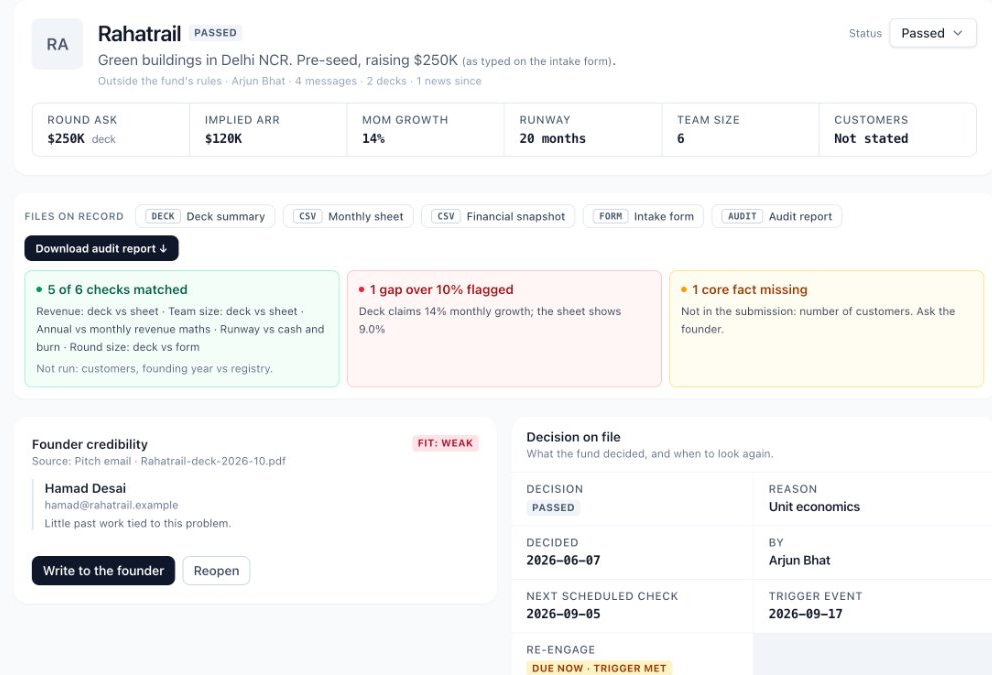 RA
Rahatrail PASSED
Status Passed
Green buildings in Delhi NCR. Pre-seed, raising $250K (as typed on the intake form).
Outside the fund's rules · Arjun Bhat · 4 messages · 2 decks · 1 news since
ROUND ASK
$250K deck
IMPLIED ARR
$120K
MOM GROWTH
14%
RUNWAY
20 months
TEAM SIZE
6
CUSTOMERS
Not stated
FILES ON RECORD DECK Deck summary CSV Monthly sheet CSV Financial snapshot FORM Intake form AUDIT Audit report
Download audit report ↓
• 5 of 6 checks matched
Revenue: deck vs sheet · Team size: deck vs sheet ·
Annual vs monthly revenue maths · Runway vs cash and
burn · Round size: deck vs form
Not run: customers, founding year vs registry.
• 1 gap over 10% flagged
Deck claims 14% monthly growth; the sheet shows
9.0%
• 1 core fact missing
Not in the submission: number of customers. Ask the
founder.
Founder credibility
FIT: WEAK
Source: Pitch email · Rahatrail-deck-2026-10.pdf
Hamad Desai
hamad@rahatrail.example
Little past work tied to this problem.
Write to the founder
Reopen
Decision on file
What the fund decided, and when to look again.
DECISION
PASSED
REASON
Unit economics
DECIDED
2026-06-07
BY
Arjun Bhat
NEXT SCHEDULED CHECK
2026-09-05
TRIGGER EVENT
2026-09-17
RE-ENGAGE
DUE NOW · TRIGGER MET